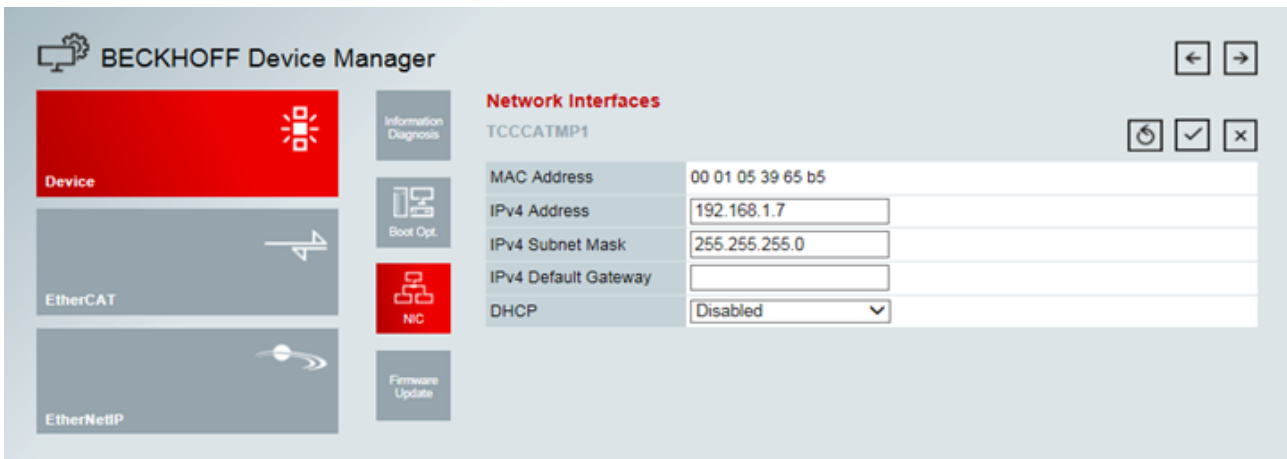 BECKHOFF Device Manager
Device
EtherCAT
EtherNetIP
Information
Diagnosis
Boot Opt.
NIC
Firmware
Update
Network Interfaces
TCCCATMP1
MAC Address 00 01 05 39 65 b5
IPv4 Address 192.168.1.7
IPv4 Subnet Mask 255.255.255.0
IPv4 Default Gateway
DHCP Disabled